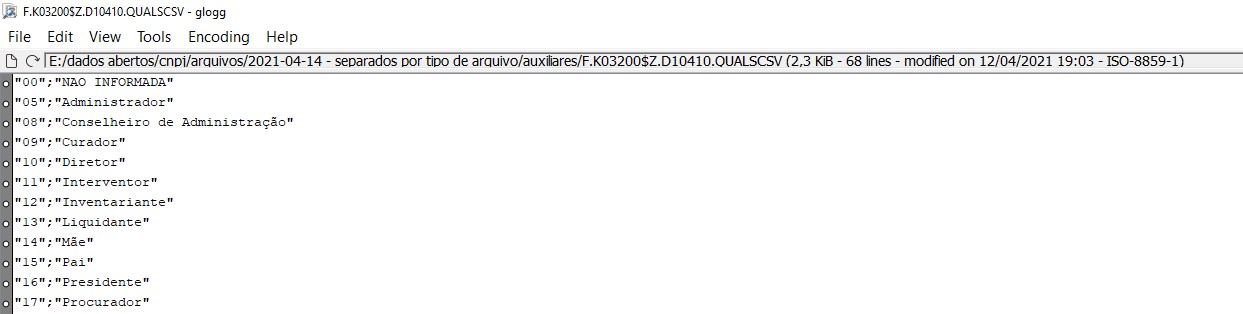 F.K03200$Z.D10410.QUALSCSV - glogg
File Edit View Tools Encoding Help
E:/dados abertos/cnpj/arquivos/2021-04-14 - separados por tipo de arquivo/auxiliares/F.K03200$Z.D10410.QUALSCSV (2,3 KiB - 68 lines - modified on 12/04/2021 19:03 - ISO-8859-1)
"00";"NAO INFORMADA"
"05";"Administrador"
"08";"Conselheiro de Administração"
"09";"Curador"
"10";"Diretor"
"11";"Interventor"
"12";"Inventariante"
"13";"Liquidante"
"14";"Mãe"
"15";"Pai"
"16";"Presidente"
"17";"Procurador"